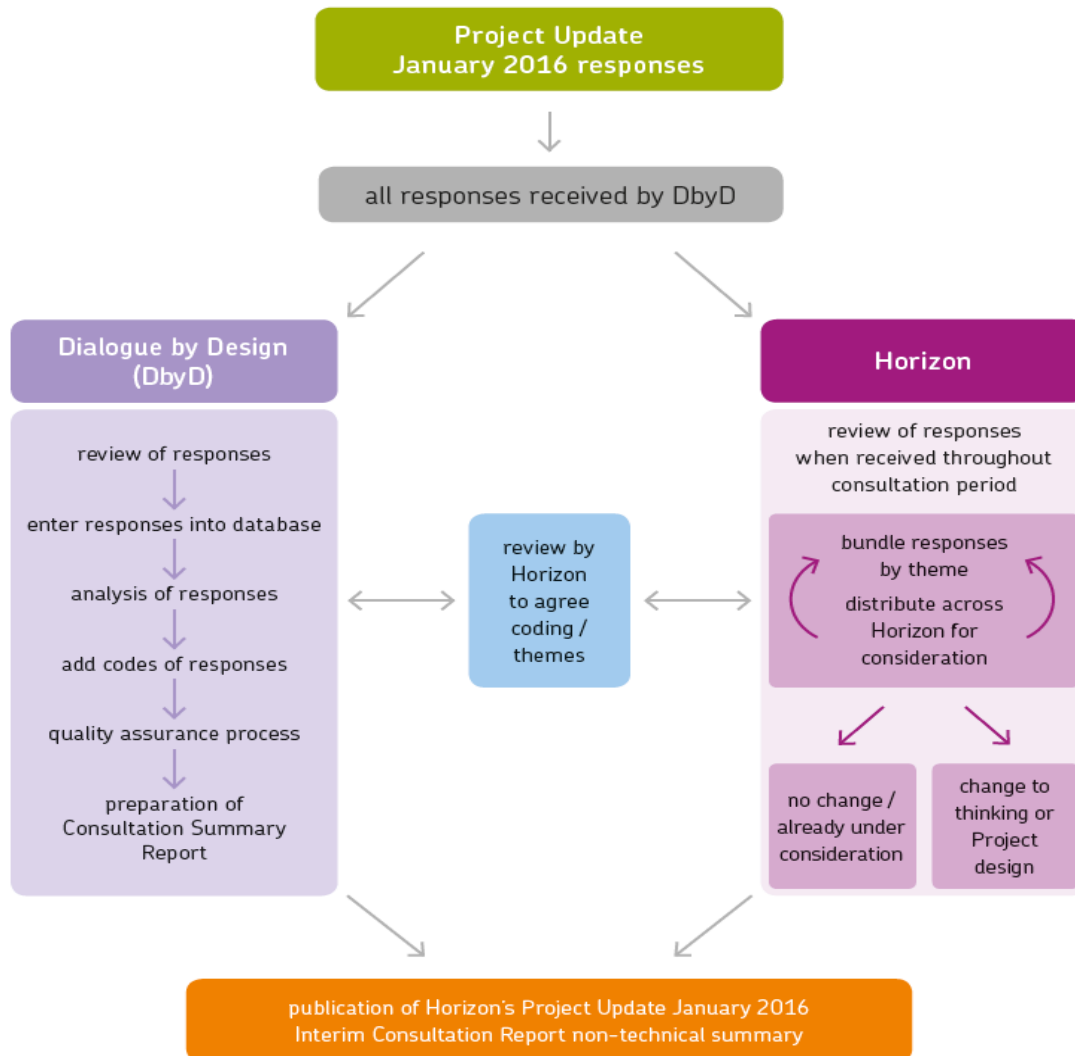 Project Update
January 2016 responses
all responses received by DbyD
Dialogue by Design
(DbyD)
review of responses
enter responses into database
analysis of responses
add codes of responses
quality assurance process
preparation of
Consultation Summary
Report
review by
Horizon
to agree
coding /
themes
Horizon
review of responses
when received throughout
consultation period
bundle responses
by theme
distribute across
Horizon for
consideration
no change /
already under
consideration
change to
thinking or
Project
design
publication of Horizon's Project Update January 2016
Interim Consultation Report non-technical summary